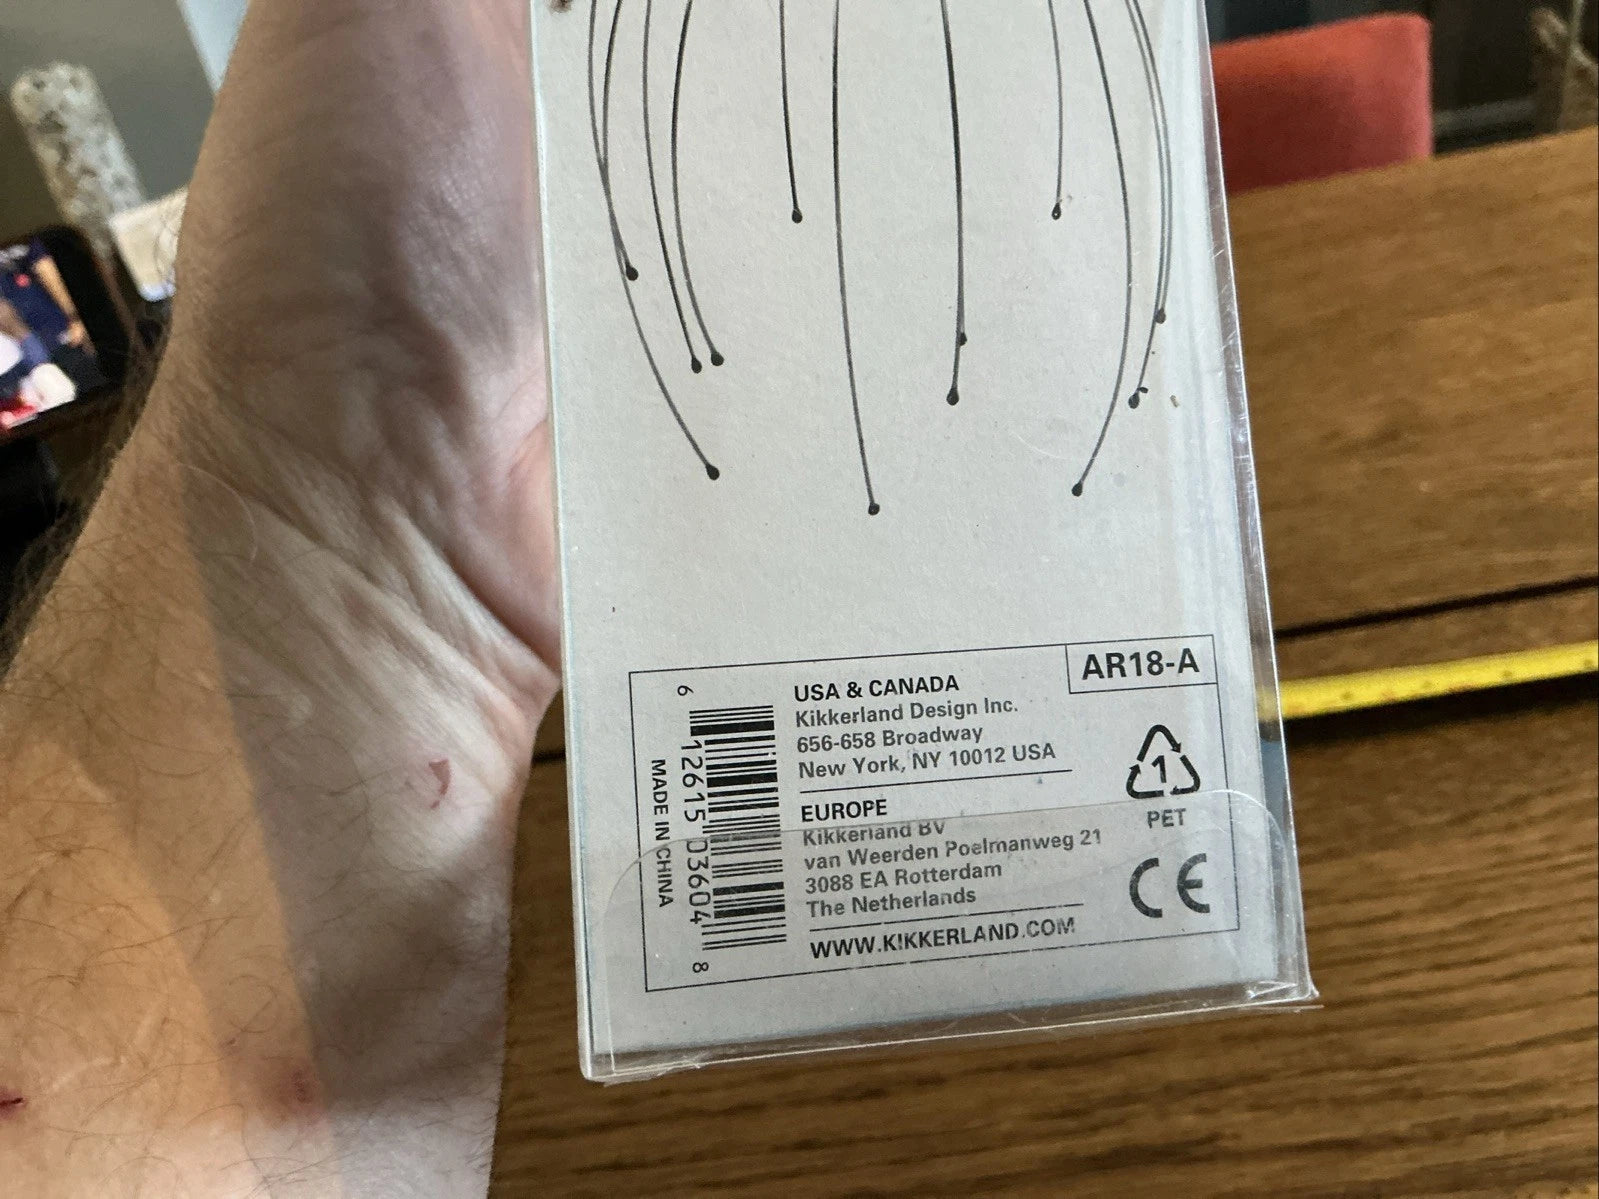 AR18-A
USA & CANADA
Kikkerland Design Inc.
656-658 Broadway
New York, NY 10012 USA
EUROPE
Kikkerland BV
van Weerden Poelmanweg 21
3088 EA Rotterdam
The Netherlands
WWW.KIKKERLAND.COM
1
PET
CE
6 12615 03604 8
MADE IN CHINA